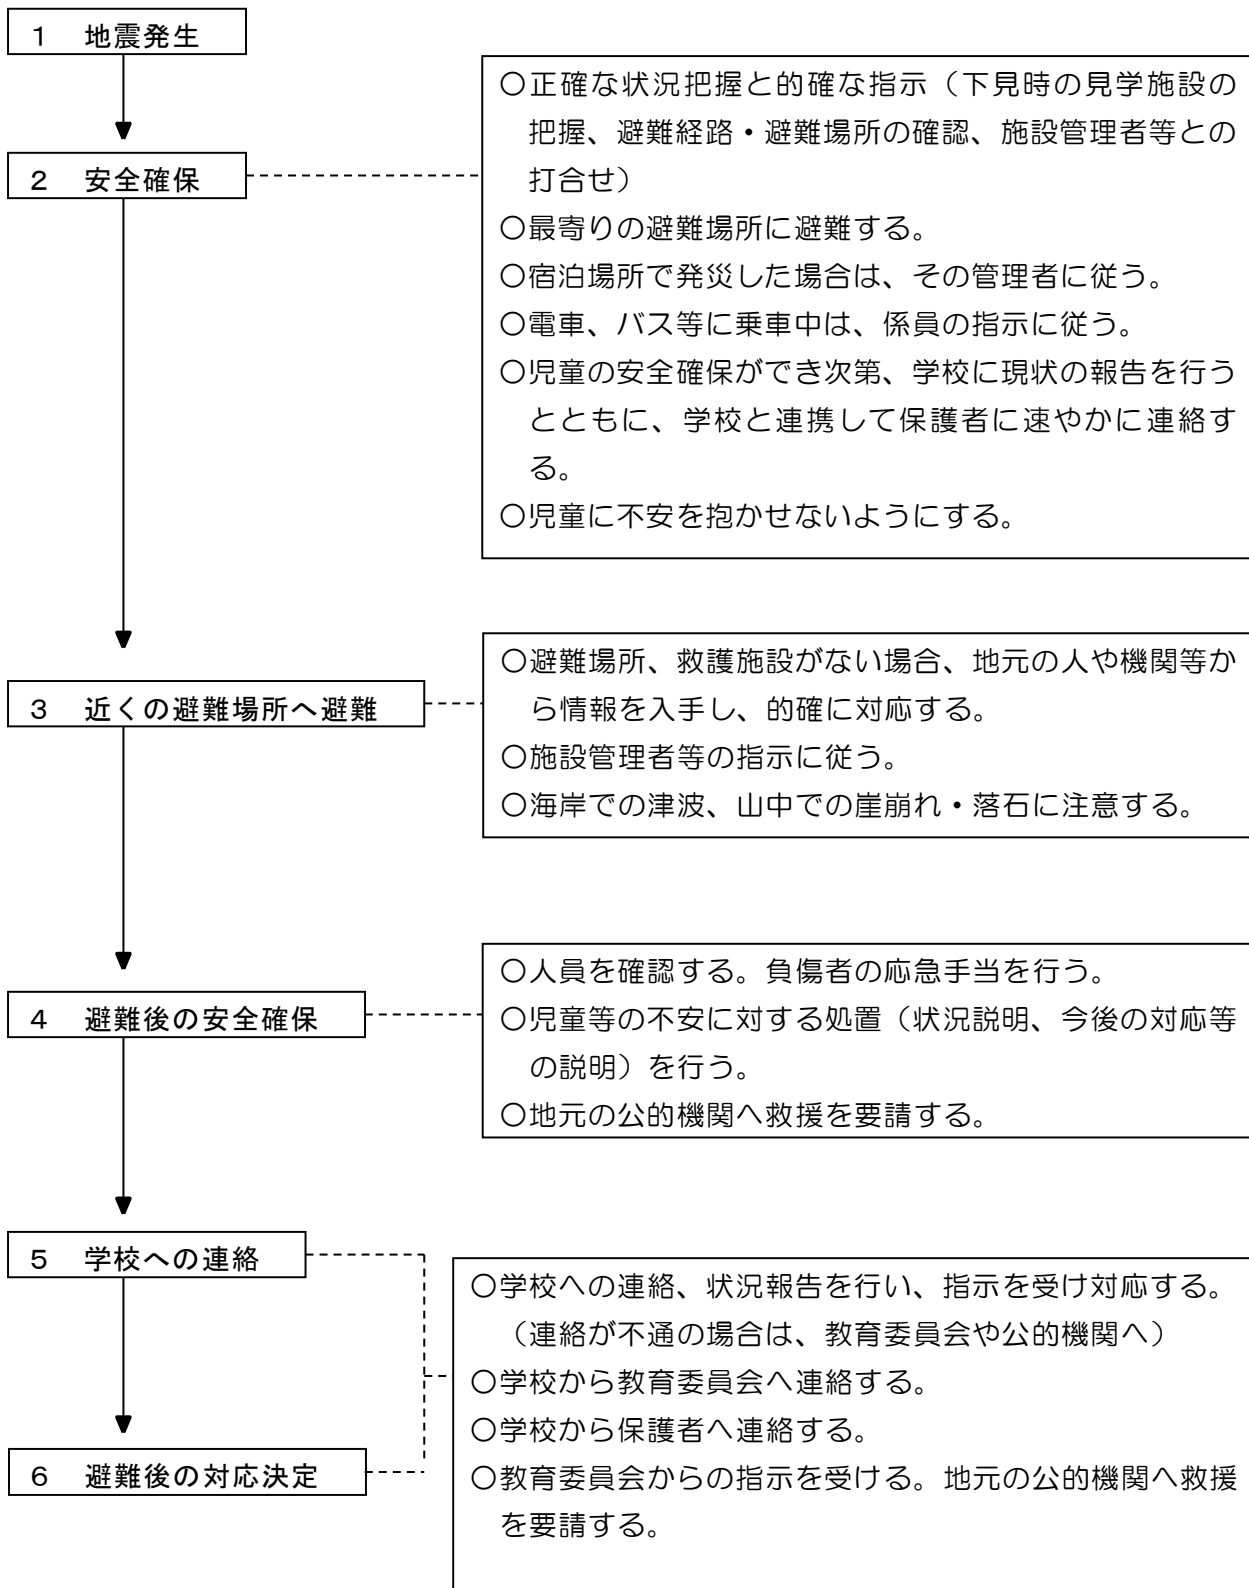 １　地震発生
２　安全確保
〇正確な状況把握と的確な指示（下見時の見学施設の
把握、避難経路・避難場所の確認、施設管理者等との
打合せ）
〇最寄りの避難場所に避難する。
〇宿泊場所で発災した場合は、その管理者に従う。
〇電車、バス等に乗車中は、係員の指示に従う。
〇児童の安全確保ができ次第、学校に現状の報告を行う
とともに、学校と連携して保護者に速やかに連絡す
る。
〇児童に不安を抱かせないようにする。
３　近くの避難場所へ避難
〇避難場所、救護施設がない場合、地元の人や機関等か
ら情報を入手し、的確に対応する。
〇施設管理者等の指示に従う。
〇海岸での津波、山中での崖崩れ・落石に注意する。
４　避難後の安全確保
〇人員を確認する。負傷者の応急手当を行う。
〇児童等の不安に対する処置（状況説明、今後の対応等
の説明）を行う。
〇地元の公的機関へ救援を要請する。
５　学校への連絡
６　避難後の対応決定
〇学校への連絡、状況報告を行い、指示を受け対応する。
（連絡が不通の場合は、教育委員会や公的機関へ）
〇学校から教育委員会へ連絡する。
〇学校から保護者へ連絡する。
〇教育委員会からの指示を受ける。地元の公的機関へ救援
を要請する。